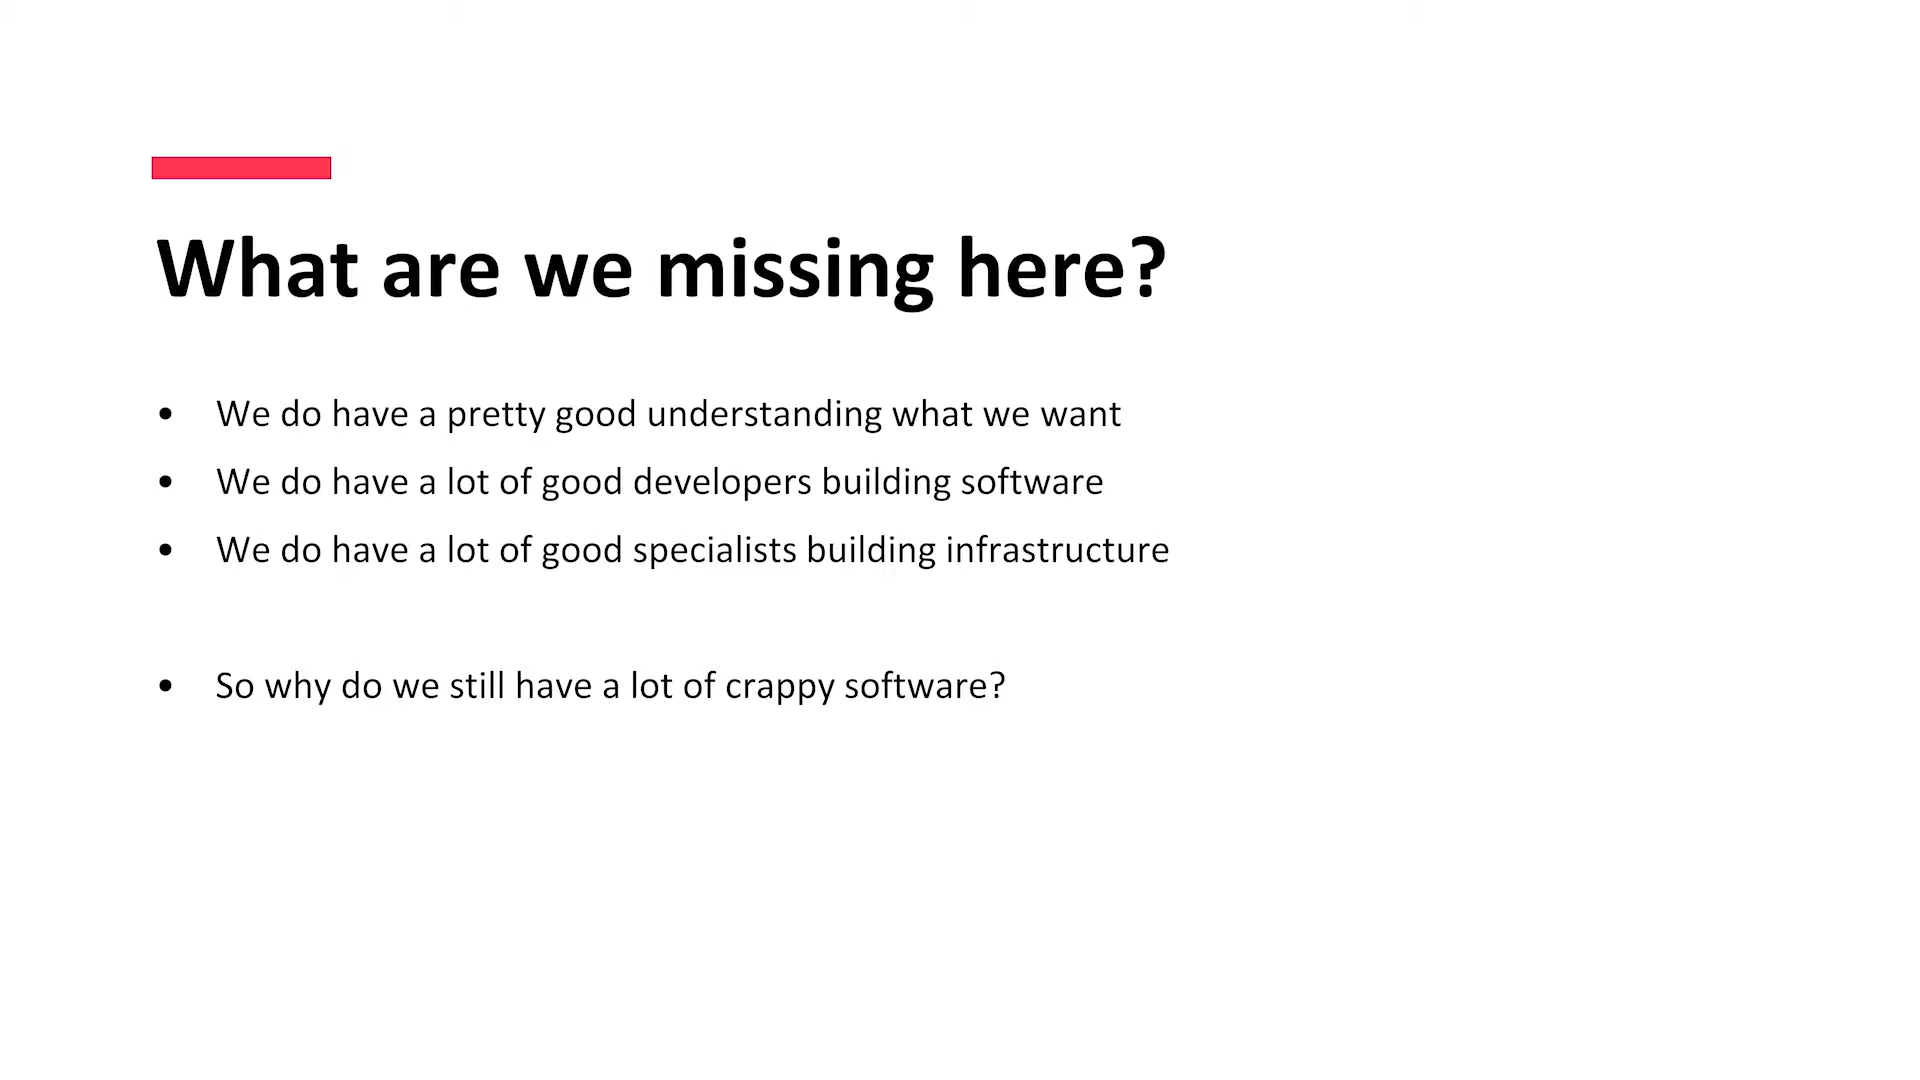 What are we missing here?
• We do have a pretty good understanding what we want
• We do have a lot of good developers building software
• We do have a lot of good specialists building infrastructure
• So why do we still have a lot of crappy software?